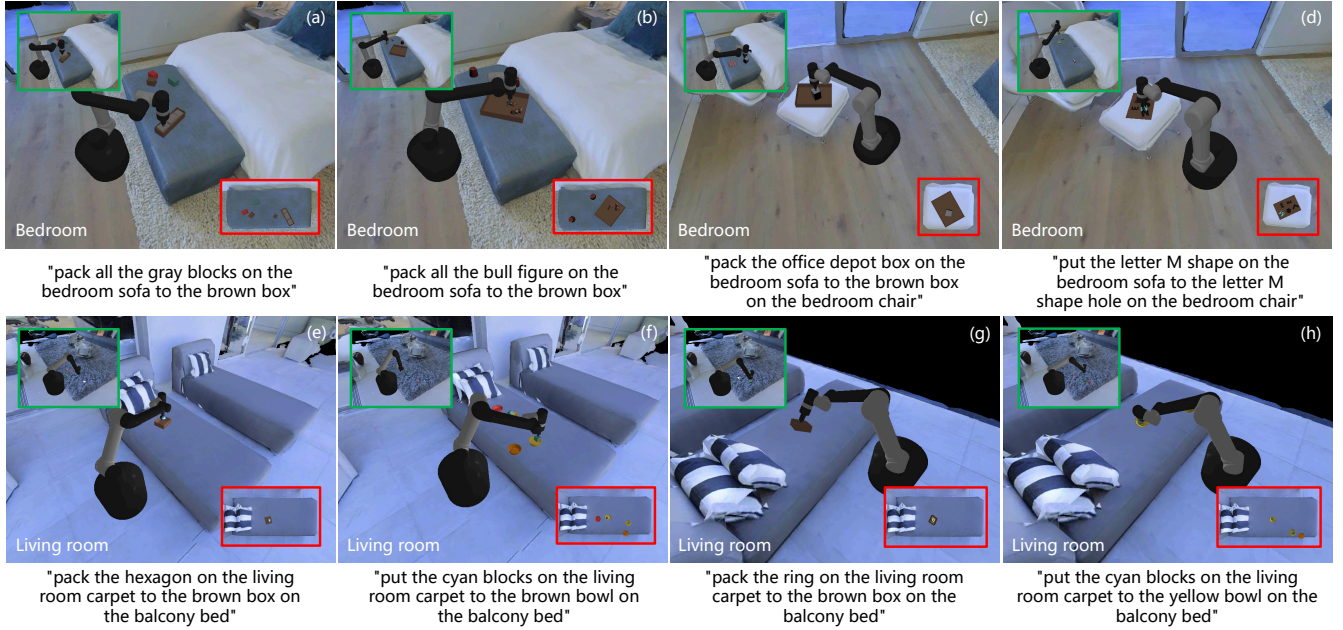 (a)
Bedroom
(b)
Bedroom
(c)
Bedroom
(d)
Bedroom
"pack all the gray blocks on the
bedroom sofa to the brown box"
"pack all the bull figure on the
bedroom sofa to the brown box"
"pack the office depot box on the
bedroom sofa to the brown box
on the bedroom chair"
"put the letter M shape on the
bedroom sofa to the letter M
shape hole on the bedroom chair"
(e)
Living room
(f)
Living room
(g)
Living room
(h)
Living room
"pack the hexagon on the living
room carpet to the brown box on
the balcony bed"
"put the cyan blocks on the living
room carpet to the brown bowl on
the balcony bed"
"pack the ring on the living room
carpet to the brown box on the
balcony bed"
"put the cyan blocks on the living
room carpet to the yellow bowl on the
balcony bed"